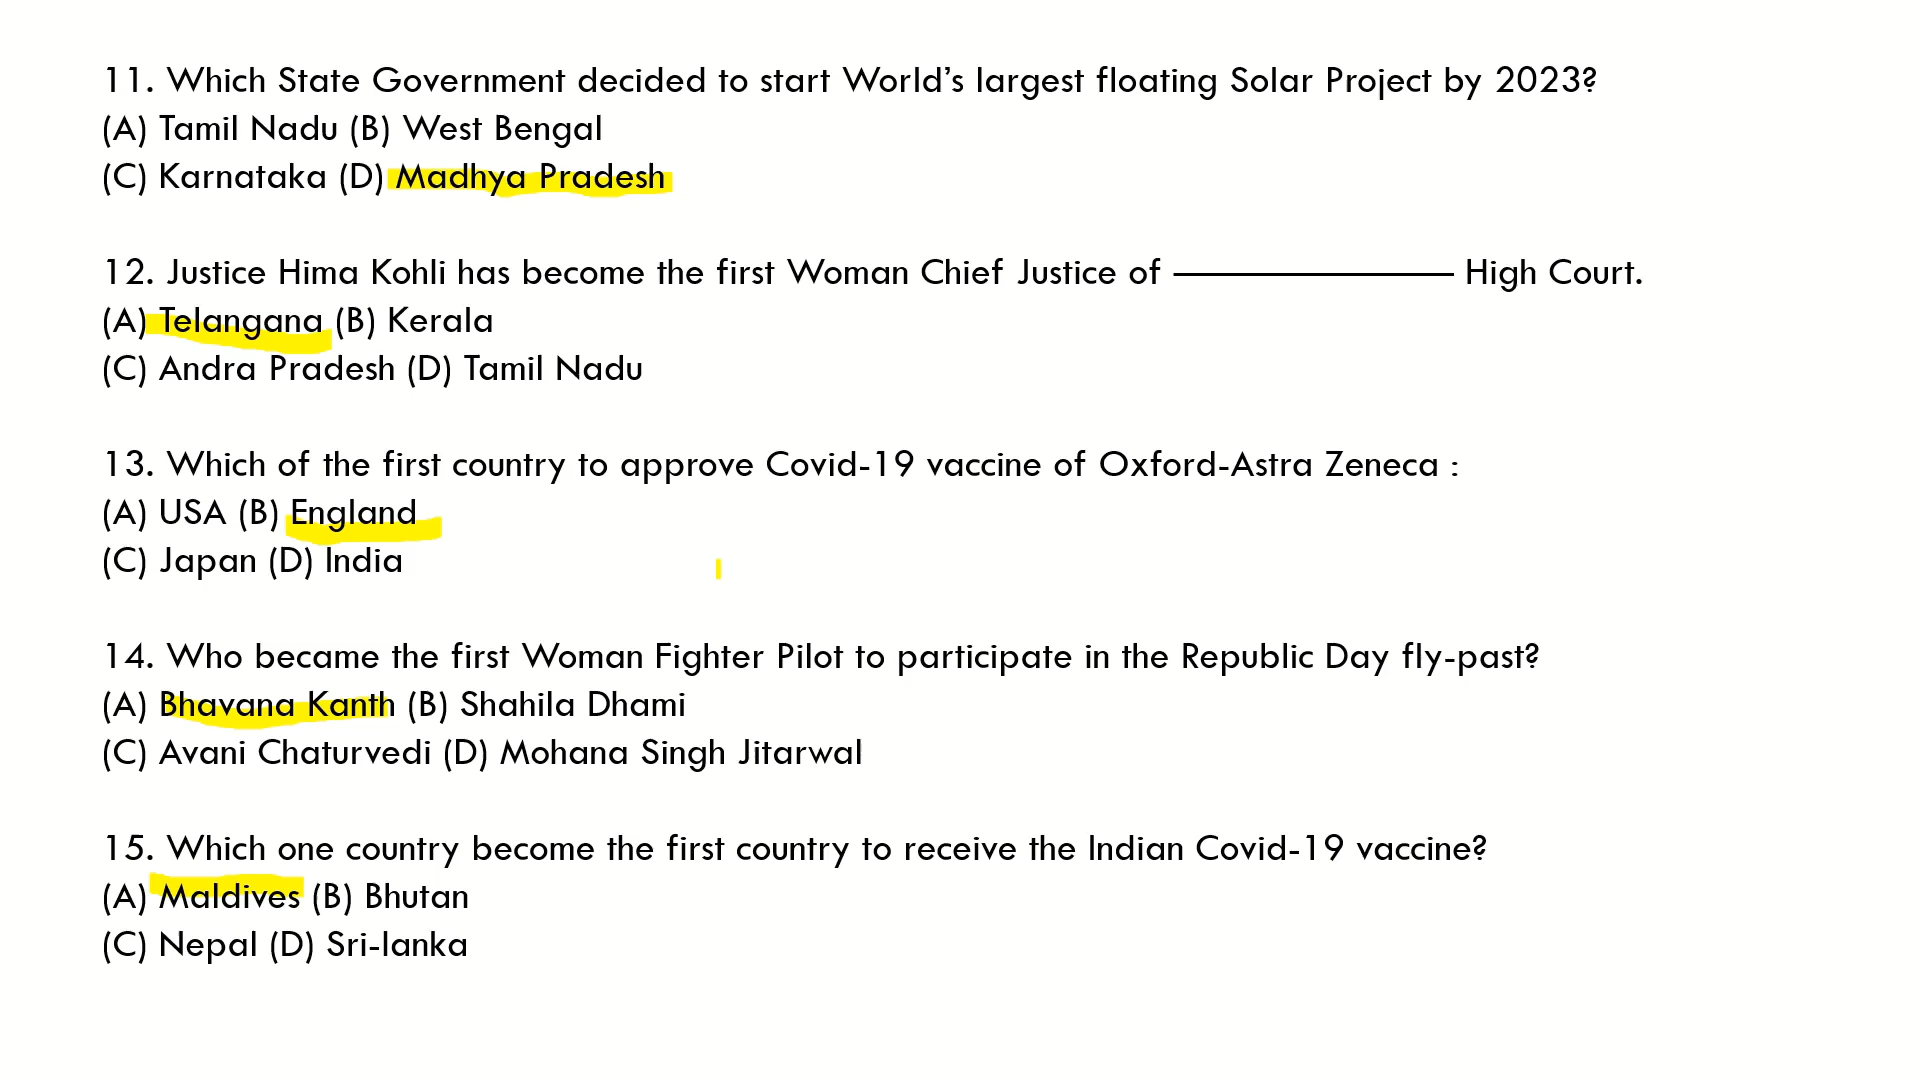 11. Which State Government decided to start World’s largest floating Solar Project by 2023?
(A) Tamil Nadu (B) West Bengal
(C) Karnataka (D) Madhya Pradesh
12. Justice Hima Kohli has become the first Woman Chief Justice of —————————— High Court.
(A) Telangana (B) Kerala
(C) Andra Pradesh (D) Tamil Nadu
13. Which of the first country to approve Covid-19 vaccine of Oxford-Astra Zeneca :
(A) USA (B) England
(C) Japan (D) India
14. Who became the first Woman Fighter Pilot to participate in the Republic Day fly-past?
(A) Bhavana Kanth (B) Shahila Dhami
(C) Avani Chaturvedi (D) Mohana Singh Jitarwal
15. Which one country become the first country to receive the Indian Covid-19 vaccine?
(A) Maldives (B) Bhutan
(C) Nepal (D) Sri-lanka